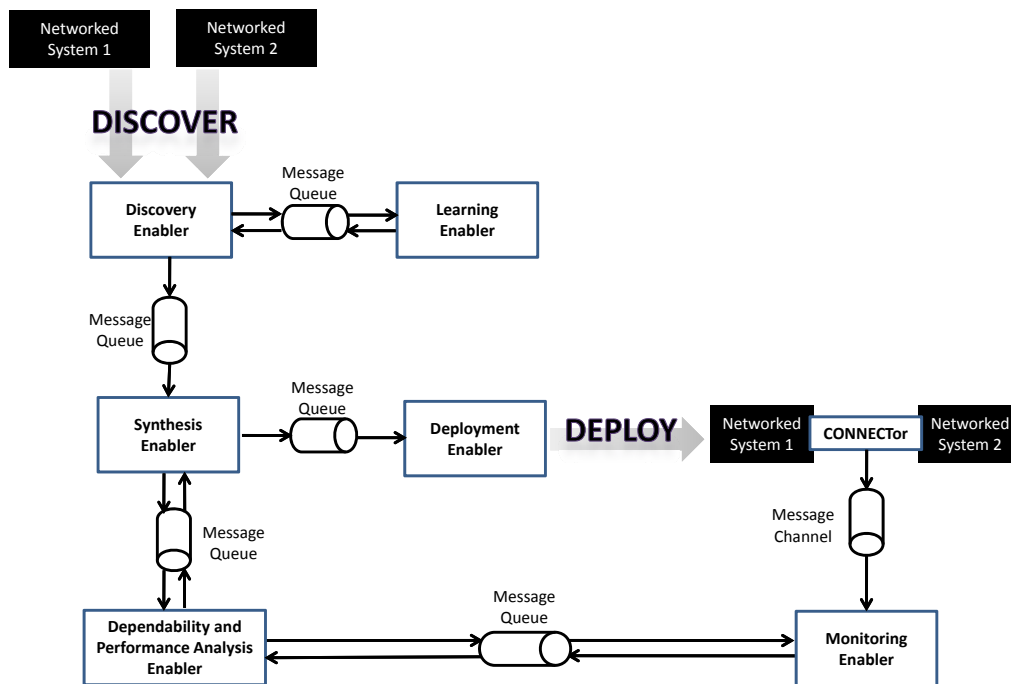 Networked
System 1
Networked
System 2
DISCOVER
Message
Queue
Discovery
Enabler
Learning
Enabler
Message
Queue
Message
Queue
Synthesis
Enabler
Deployment
Enabler
DEPLOY
Networked
System 1
CONNECTor
Networked
System 2
Message
Queue
Message
Channel
Message
Queue
Dependability and
Performance Analysis
Enabler
Monitoring
Enabler